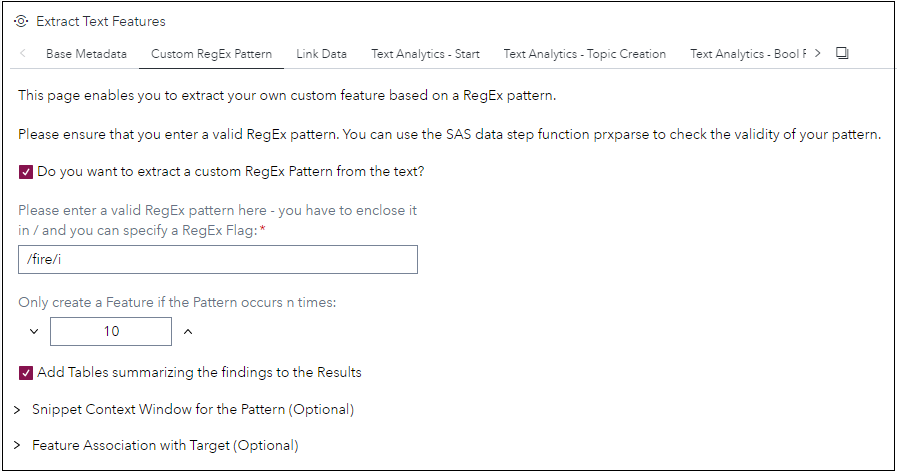 Extract Text Features
Base Metadata Custom RegEx Pattern Link Data Text Analytics - Start Text Analytics - Topic Creation Text Analytics - Bool F
This page enables you to extract your own custom feature based on a RegEx pattern.
Please ensure that you enter a valid RegEx pattern. You can use the SAS data step function prxparse to check the validity of your pattern.
Do you want to extract a custom RegEx Pattern from the text?
Please enter a valid RegEx pattern here - you have to enclose it
in / and you can specify a RegEx Flag:*
/fire/i
Only create a Feature if the Pattern occurs n times:
10
Add Tables summarizing the findings to the Results
Snippet Context Window for the Pattern (Optional)
Feature Association with Target (Optional)